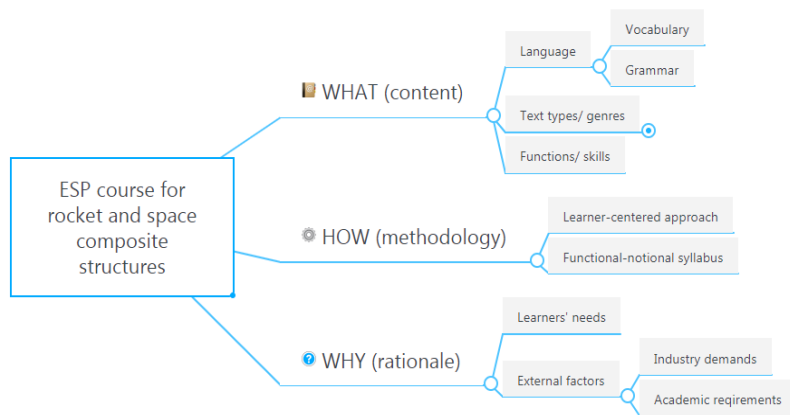 ESP course for
rocket and space
composite
structures
WHAT (content)
Language
Vocabulary
Grammar
Text types/ genres
Functions/ skills
HOW (methodology)
Learner-centered approach
Functional-notional syllabus
? WHY (rationale)
Learners' needs
External factors
Industry demands
Academic reqirements